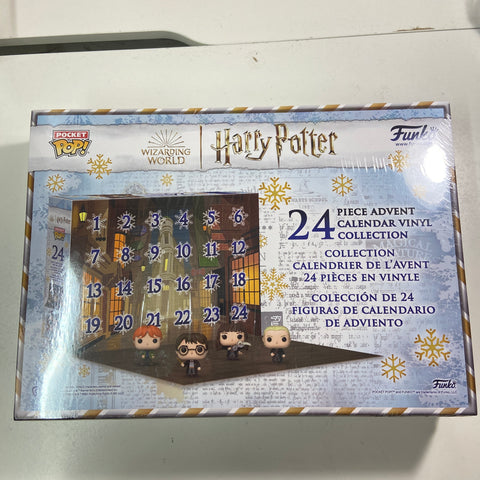 POCKET
POP!
WIZARDING
WORLD
Harry Potter
Funko
1 2 3 4 5 6
7 8 9 10 11 12
13 14 15 16 17 18
19 20 21 22 23 24
24
24 PIECE ADVENT
CALENDAR VINYL
COLLECTION
COLLECTION
CALENDRIER DE L'AVENT
24 PIÈCES EN VINYLE
COLECCIÓN DE 24
FIGURAS DE CALENDARIO
DE ADVIENTO
Funko